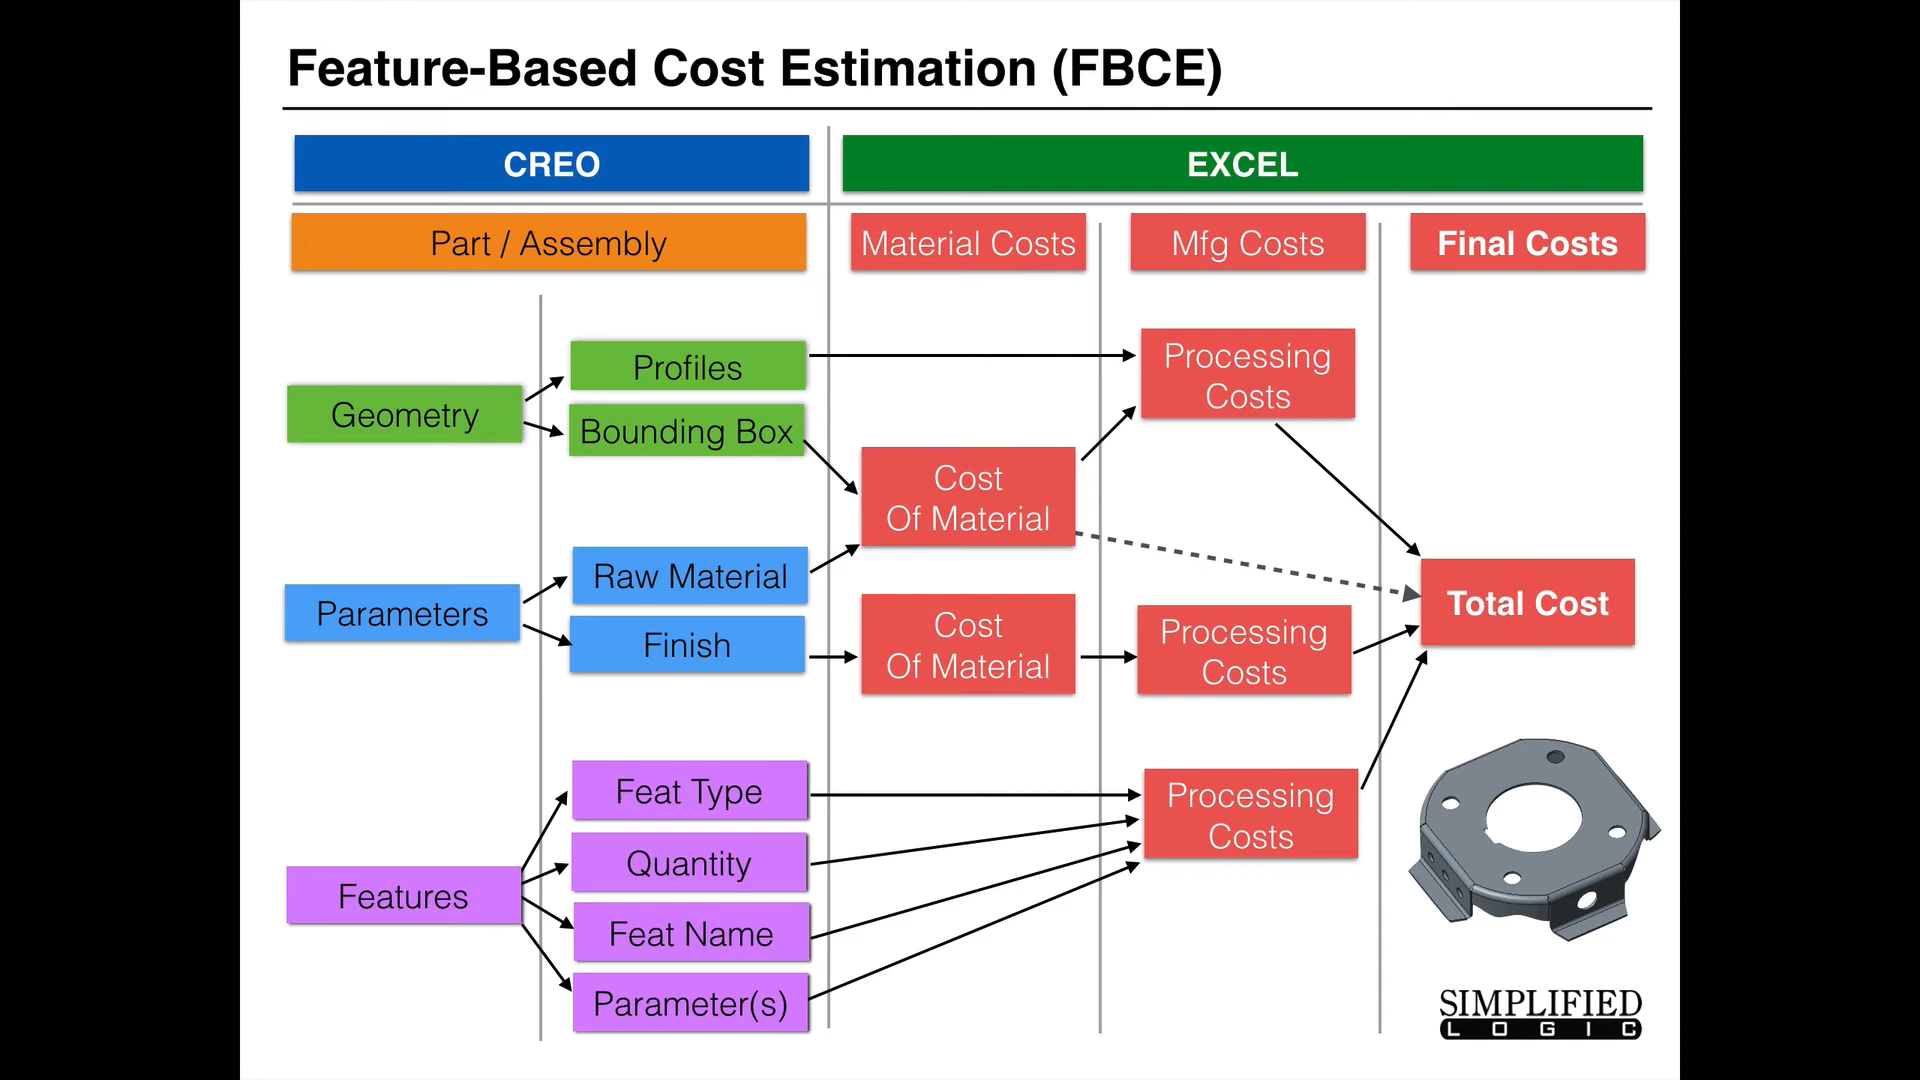 Feature-Based Cost Estimation (FBCE)
CREO
EXCEL
Part / Assembly
Material Costs
Mfg Costs
Final Costs
Geometry
Profiles
Bounding Box
Processing
Costs
Cost
Of Material
Parameters
Raw Material
Finish
Cost
Of Material
Processing
Costs
Total Cost
Features
Feat Type
Quantity
Feat Name
Parameter(s)
Processing
Costs
SIMPLIFIED
LOGIC